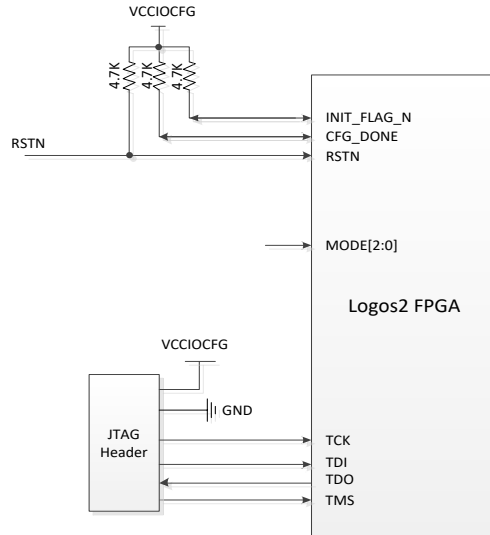 VCCIOCFG
4.7K
4.7K
4.7K
INIT_FLAG_N
CFG_DONE
RSTN
RSTN
MODE[2:0]
Logos2 FPGA
VCCIOCFG
GND
JTAG
Header
TCK
TDI
TDO
TMS